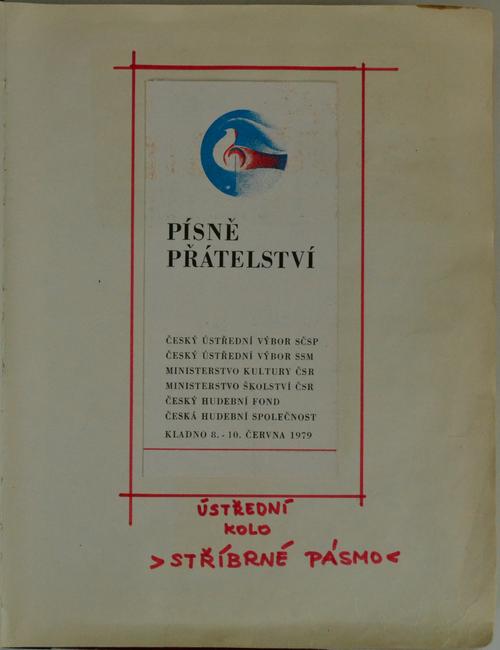 PÍSNĚ
PŘÁTELSTVÍ
ČESKÝ ÚSTŘEDNÍ VÝBOR SČSP
ČESKÝ ÚSTŘEDNÍ VÝBOR SSM
MINISTERSTVO KULTURY ČSR
MINISTERSTVO ŠKOLSTVÍ ČSR
ČESKÝ HUDEBNÍ FOND
ČESKÁ HUDEBNÍ SPOLEČNOST
KLADNO 8. - 10. ČERVNA 1979
ÚSTŘEDNÍ
KOLO
>STŘÍBRNÉ PÁSMO<